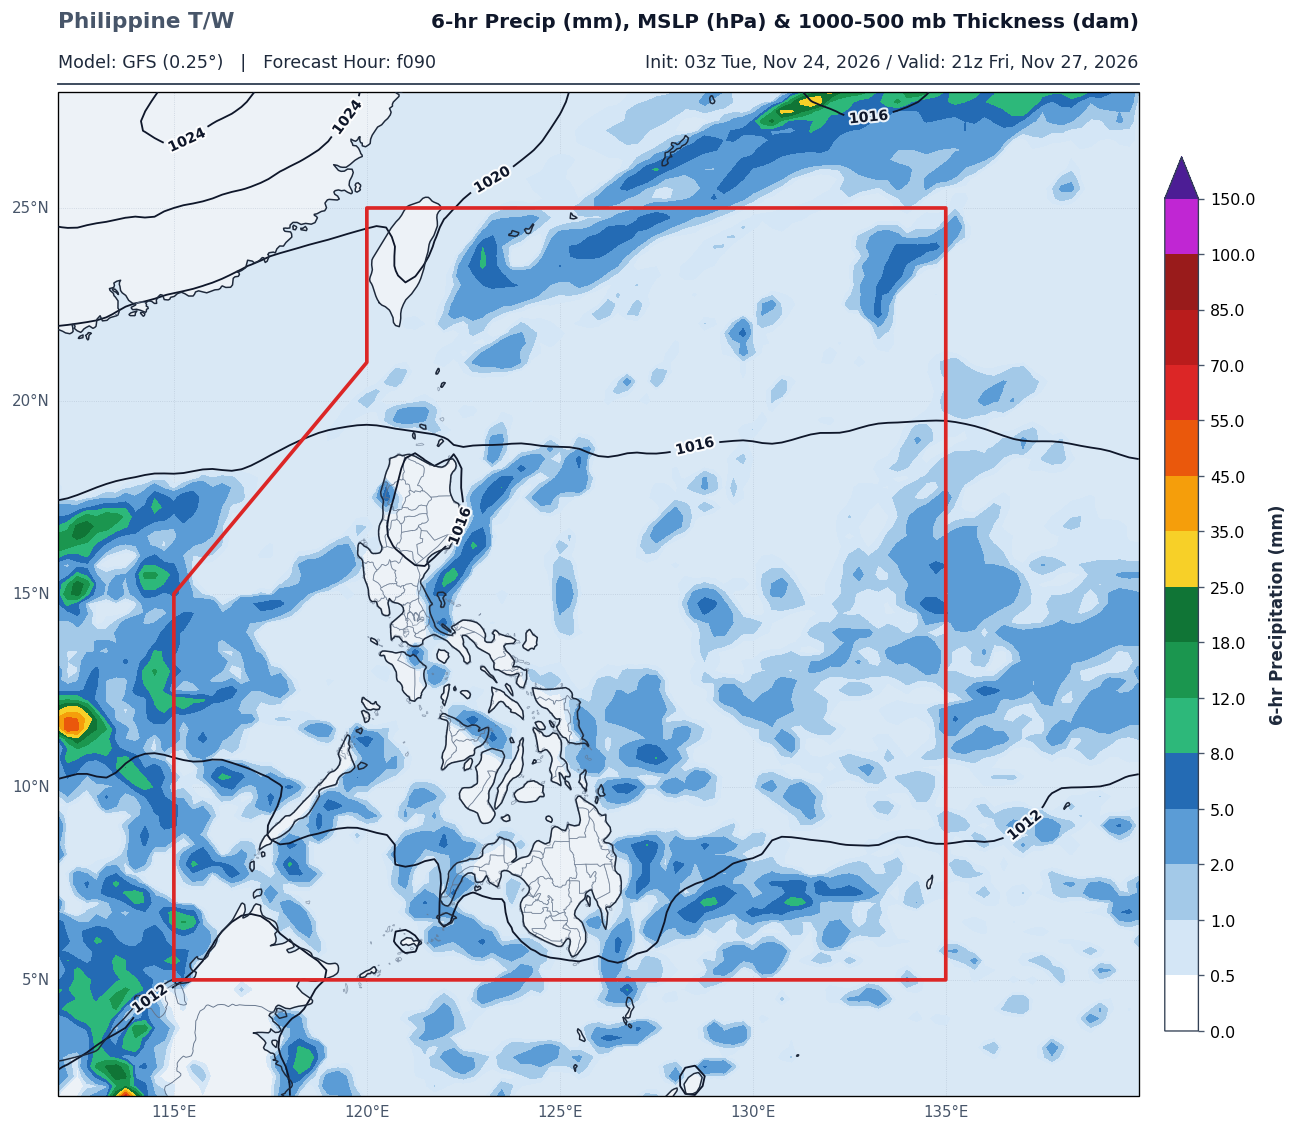 Philippine T/W
6-hr Precip (mm), MSLP (hPa) & 1000-500 mb Thickness (dam)
Model: GFS (0.25°) | Forecast Hour: f090
Init: 03z Tue, Nov 24, 2026 / Valid: 21z Fri, Nov 27, 2026
1024
1024
1016
1020
1016
1016
1012
1012
25°N
20°N
15°N
10°N
5°N
115°E
120°E
125°E
130°E
135°E
150.0
100.0
85.0
70.0
55.0
45.0
35.0
25.0
18.0
12.0
8.0
5.0
2.0
1.0
0.5
0.0
6-hr Precipitation (mm)